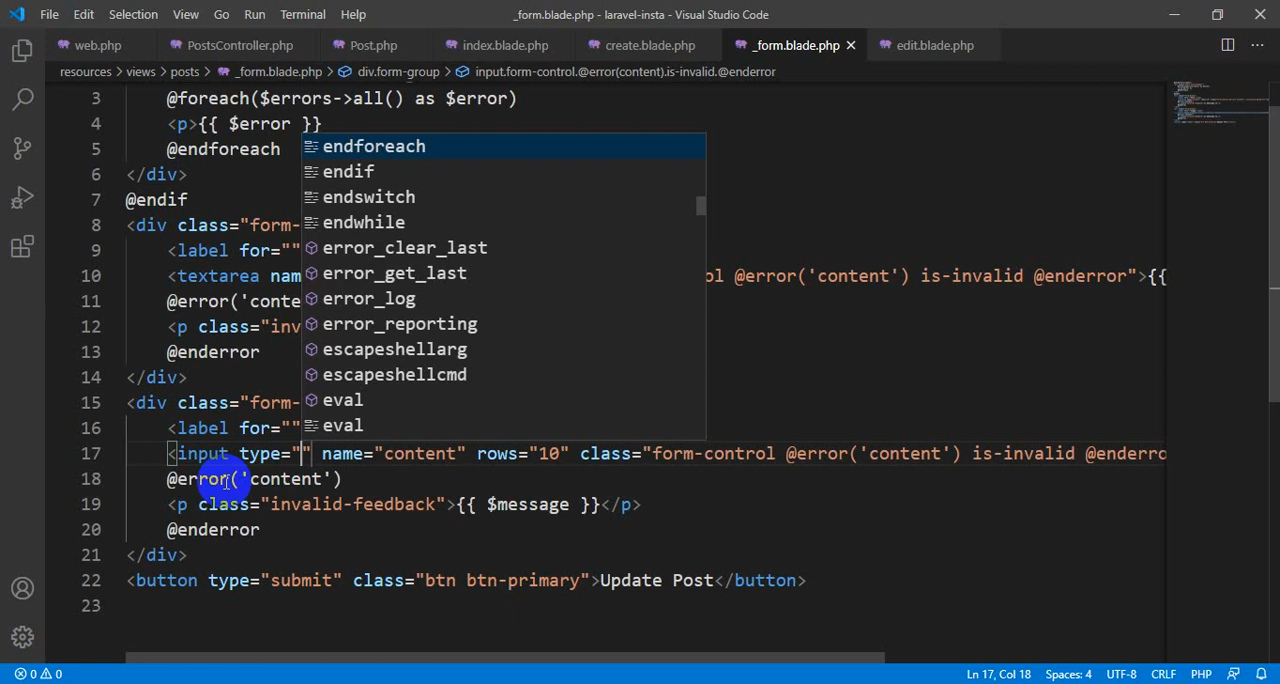 File Edit Selection View Go Run Terminal Help _form.blade.php - laravel-insta - Visual Studio Code
web.php PostsController.php Post.php index.blade.php create.blade.php _form.blade.php edit.blade.php
resources > views > posts > _form.blade.php > div.form-group > input.form-control.@error(content).is-invalid.@enderror
3 @foreach($errors->all() as $error)
4 <p>{{ $error }}
5 @endforeach
6 </div>
7 @endif
8 <div class="form-
9 <label for=""
10 <textarea nam ol @error('content') is-invalid @enderror">{{
11 @error('conte
12 <p class="inv
13 @enderror
14 </div>
15 <div class="form-
16 <label for=""
17 <input type="" name="content" rows="10" class="form-control @error('content') is-invalid @enderro
18 @error('content')
19 <p class="invalid-feedback">{{ $message }}</p>
20 @enderror
21 </div>
22 <button type="submit" class="btn btn-primary">Update Post</button>
23
endforeach
endif
endswitch
endwhile
error_clear_last
error_get_last
error_log
error_reporting
escapeshellarg
escapeshellcmd
eval
eval
0 0 Ln 17, Col 18 Spaces: 4 UTF-8 CRLF PHP